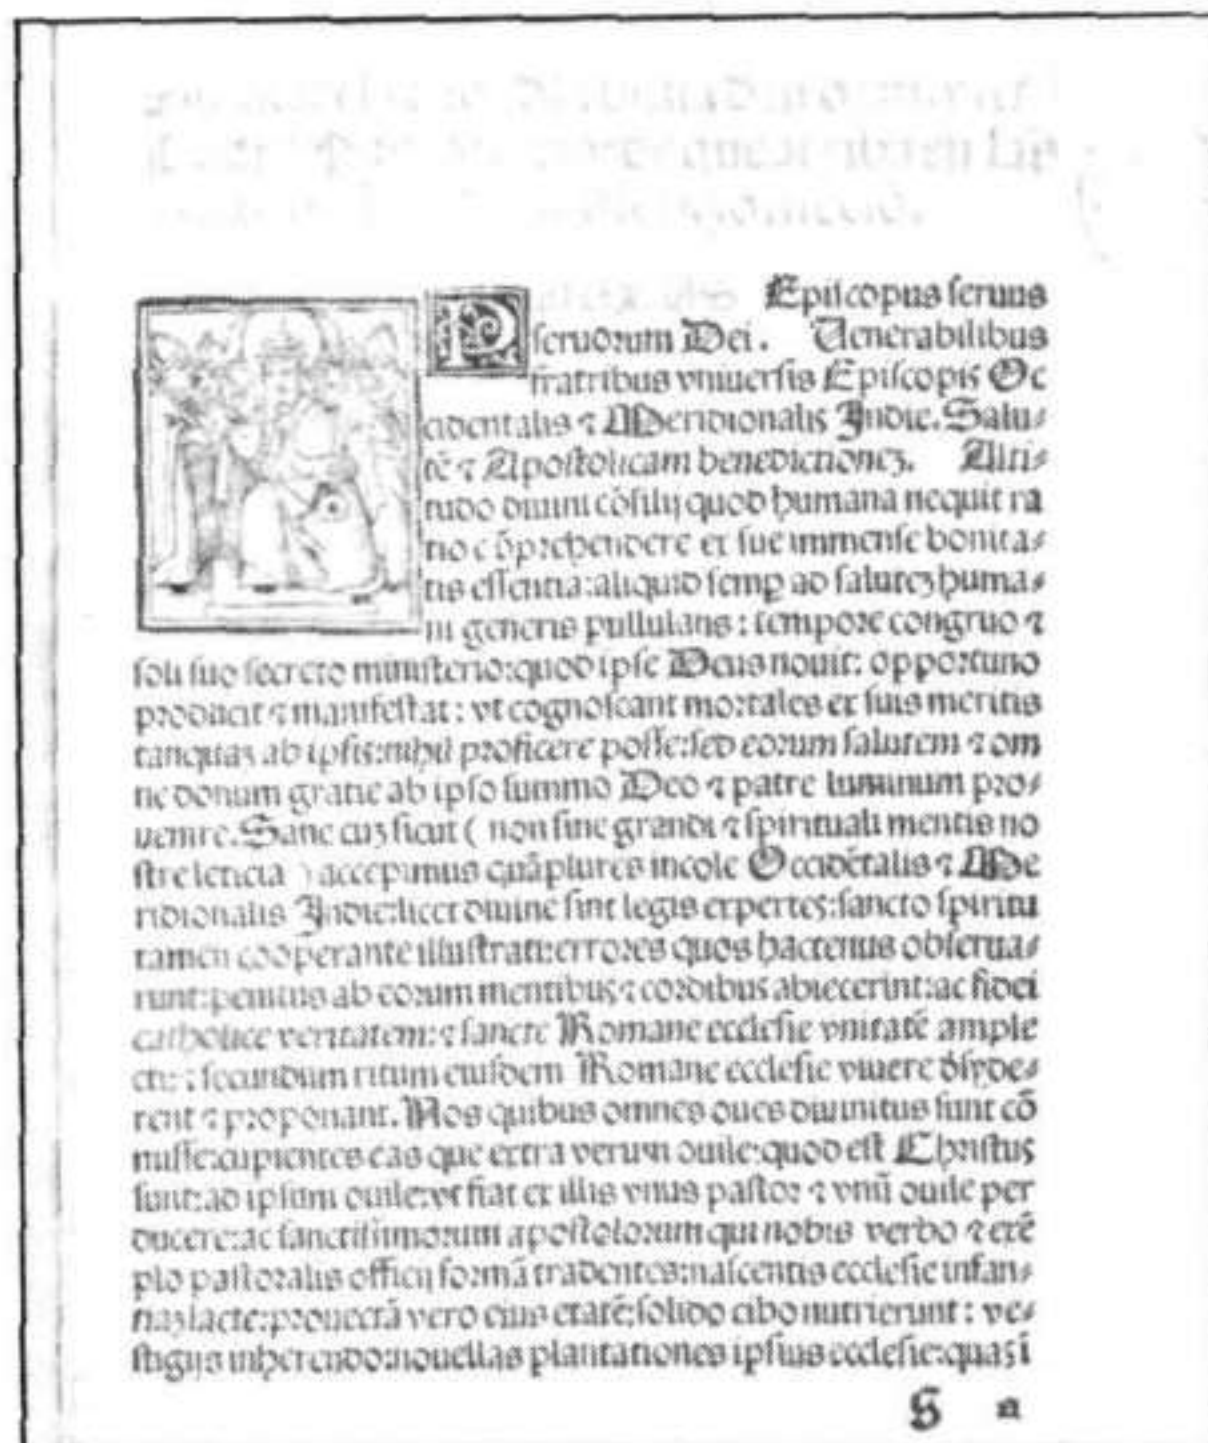 P Episcopus seruus
seruorum Dei. Uenerabilibus
fratribus vniuersis Episcopis Oc
cidentalis ⁊ Meridionalis Indie. Salu⸗
tē ⁊ Apostolicam benedictionez. Alti⸗
tudo diuini cōsilij quod humana nequit ra
tio cōprehendere et sue immense bonita⸗
tis essentia: aliquid semꝑ ad salutez huma⸗
ni generis pullulans: tempore congruo ⁊
soli suo secreto ministerio: quod ipse Deus nouit: opportuno
producit ⁊ manifestat: vt cognoscant mortales ex suis meritis
tanquaz ab ipsis: nihil proficere posse: sed eorum salutem ⁊ om
ne donum gratie ab ipso summo Deo ⁊ patre luminum pro⸗
uenire. Sane cuz sicut ( non sine grandi ⁊ spirituali mentis no
stre leticia ) accepimus quāplures incole Occidētalis ⁊ Me
ridionalis Indie: licet diuine sint legis expertes: sancto spiritu
tamen cooperante illustrati: errores quos hactenus obserua⸗
runt: penitus ab eorum mentibus ⁊ cordibus abiecerint: ac fidei
catholice veritatem: ⁊ sancte Romane ecclesie vnitatē ample
cti: ⁊ secundum ritum eiusdem Romane ecclesie viuere dsyde⸗
rent ⁊ proponant. Nos quibus omnes oues diuinitus sunt cō
misse: cupientes eas que extra verum ouile: quod est Christus
sunt: ad ipsum ouile: vt fiat ex illis vnus pastor ⁊ vnū ouile per
ducere: ac sanctissimorum apostolorum qui nobis verbo ⁊ exē
plo pastoralis officij formā tradentes: nascentis ecclesie infan⸗
tiaz lacte: prouectā vero eius etatē: solido cibo nutrierunt: ve⸗
stigijs inherendo: nouellas plantationes ipsius ecclesie: quaz ī
S a